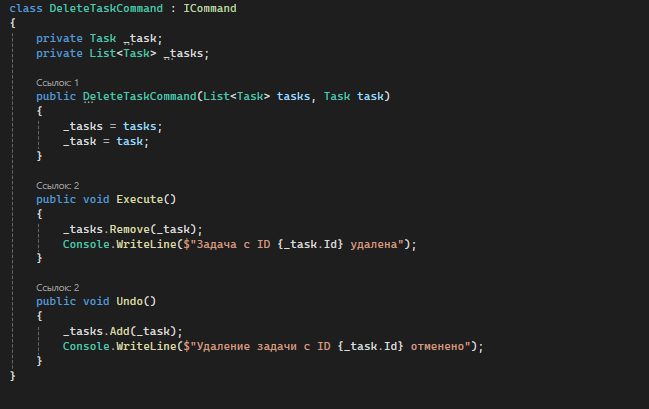 class DeleteTaskCommand : ICommand
{
private Task _task;
private List<Task> _tasks;
Ссылок: 1
public DeleteTaskCommand(List<Task> tasks, Task task)
{
_tasks = tasks;
_task = task;
}
Ссылок: 2
public void Execute()
{
_tasks.Remove(_task);
Console.WriteLine($"Задача с ID {_task.Id} удалена");
}
Ссылок: 2
public void Undo()
{
_tasks.Add(_task);
Console.WriteLine($"Удаление задачи с ID {_task.Id} отменено");
}
}